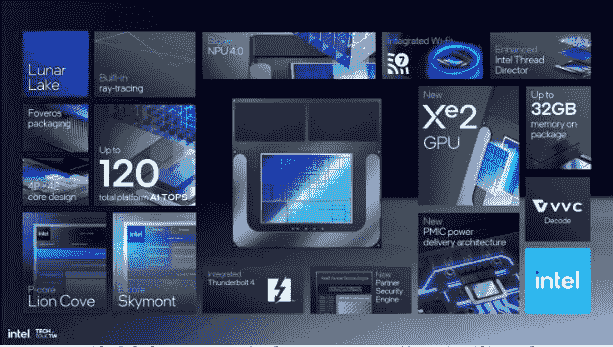 Lunar
Lake
Built-in
ray-tracing
NPU 4.0
Integrated Wi-Fi
7
Enhanced
Intel Thread
Director
Foveros
packaging
Up to
120
total platform AI TOPS
New
Xe2
GPU
Up to
32GB
memory on
package
core design
VVC
Decode
intel
P-core
Lion Cove
intel
Skymont
Integrated
Thunderbolt 4
New
Partner
Security
Engine
New
PMIC power
delivery architecture
intel
intel
TECH
TOUR TW